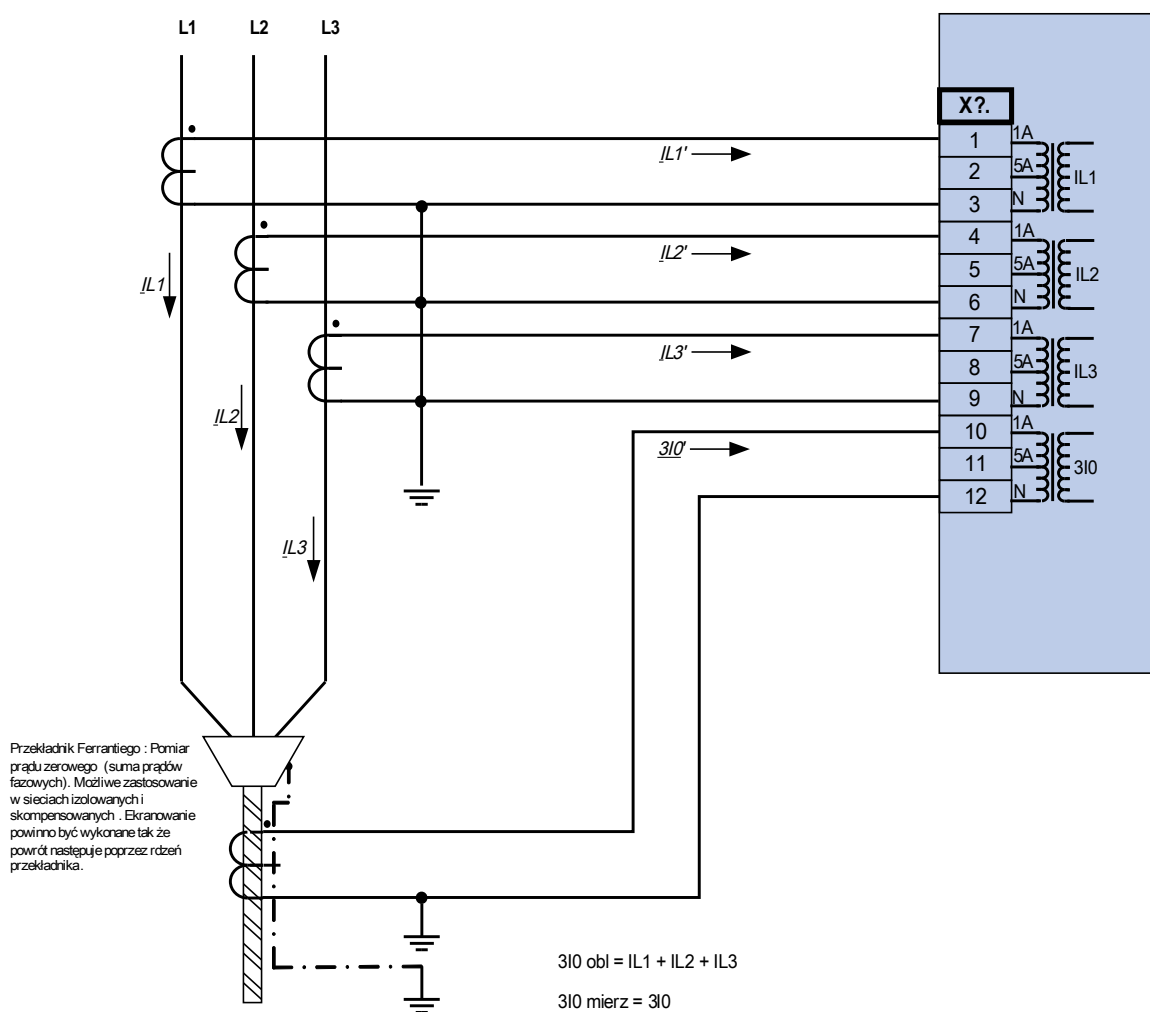 L1 L2 L3
X?.
1 1A
2 5A IL1
3 N
4 1A
5 5A IL2
6 N
7 1A
8 5A IL3
9 N
10 1A
11 5A 3I0
12 N
IL1'
IL2'
IL3'
3I0'
IL1
IL2
IL3
Przekładnik Ferrantiego : Pomiar
prądu zerowego (suma prądów
fazowych). Możliwe zastosowanie
w sieciach izolowanych i
skompensowanych . Ekranowanie
powinno być wykonane tak że
powrót następuje poprzez rdzeń
przekładnika.
3I0 obl = IL1 + IL2 + IL3
3I0 mierz = 3I0